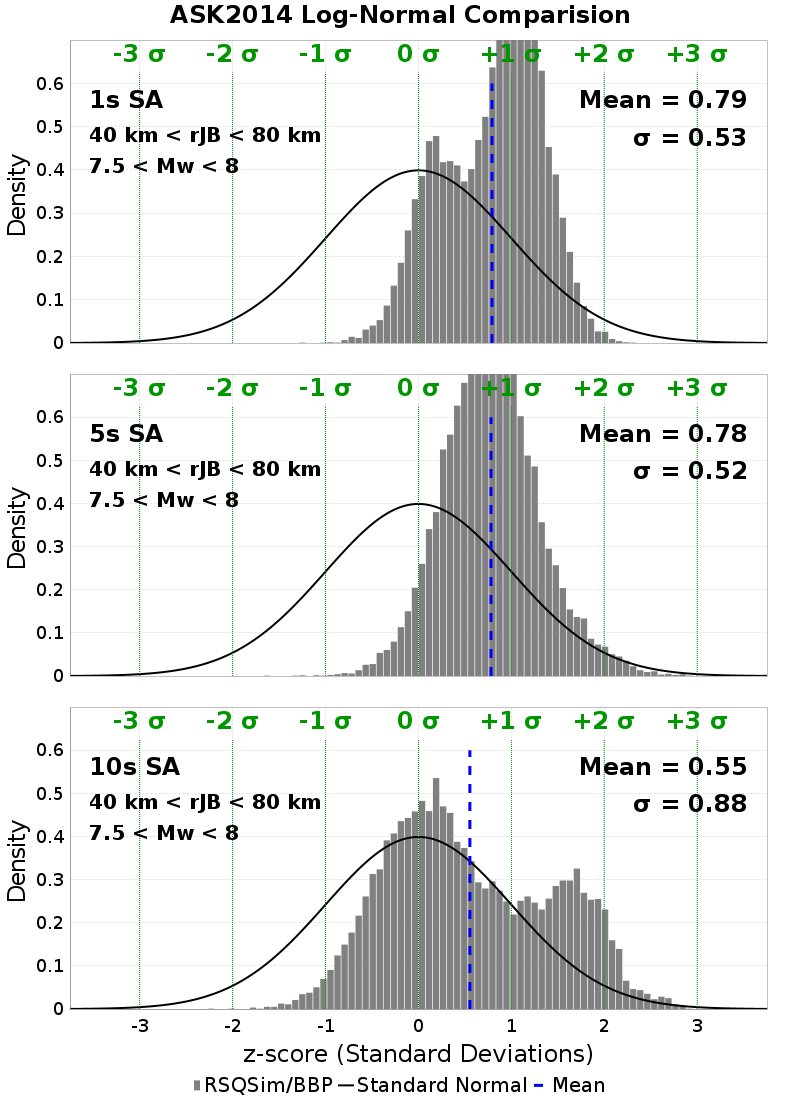 ASK2014 Log-Normal Comparision
-3 σ -2 σ -1 σ 0 σ +1 σ +2 σ +3 σ
1s SA
Mean = 0.79
40 km < rJB < 80 km
σ = 0.53
7.5 < Mw < 8
Density
0.6
0.5
0.4
0.3
0.2
0.1
0
-3 σ -2 σ -1 σ 0 σ +1 σ +2 σ +3 σ
5s SA
Mean = 0.78
40 km < rJB < 80 km
σ = 0.52
7.5 < Mw < 8
Density
0.6
0.5
0.4
0.3
0.2
0.1
0
-3 σ -2 σ -1 σ 0 σ +1 σ +2 σ +3 σ
10s SA
Mean = 0.55
40 km < rJB < 80 km
σ = 0.88
7.5 < Mw < 8
Density
0.6
0.5
0.4
0.3
0.2
0.1
0
-3 -2 -1 0 1 2 3
z-score (Standard Deviations)
RSQSim/BBP Standard Normal Mean